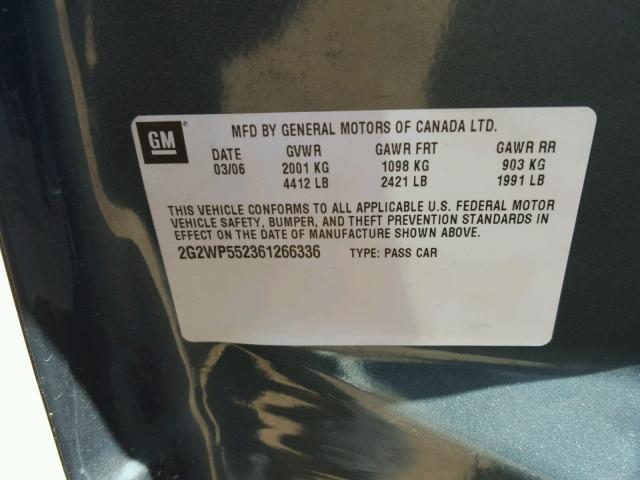 GM
MFD BY GENERAL MOTORS OF CANADA LTD.
DATE GVWR GAWR FRT GAWR RR
03/06 2001 KG 1098 KG 903 KG
4412 LB 2421 LB 1991 LB
THIS VEHICLE CONFORMS TO ALL APPLICABLE U.S. FEDERAL MOTOR
VEHICLE SAFETY, BUMPER, AND THEFT PREVENTION STANDARDS IN
EFFECT ON THE DATE OF MANUFACTURE SHOWN ABOVE.
2G2WP552361266336 TYPE: PASS CAR